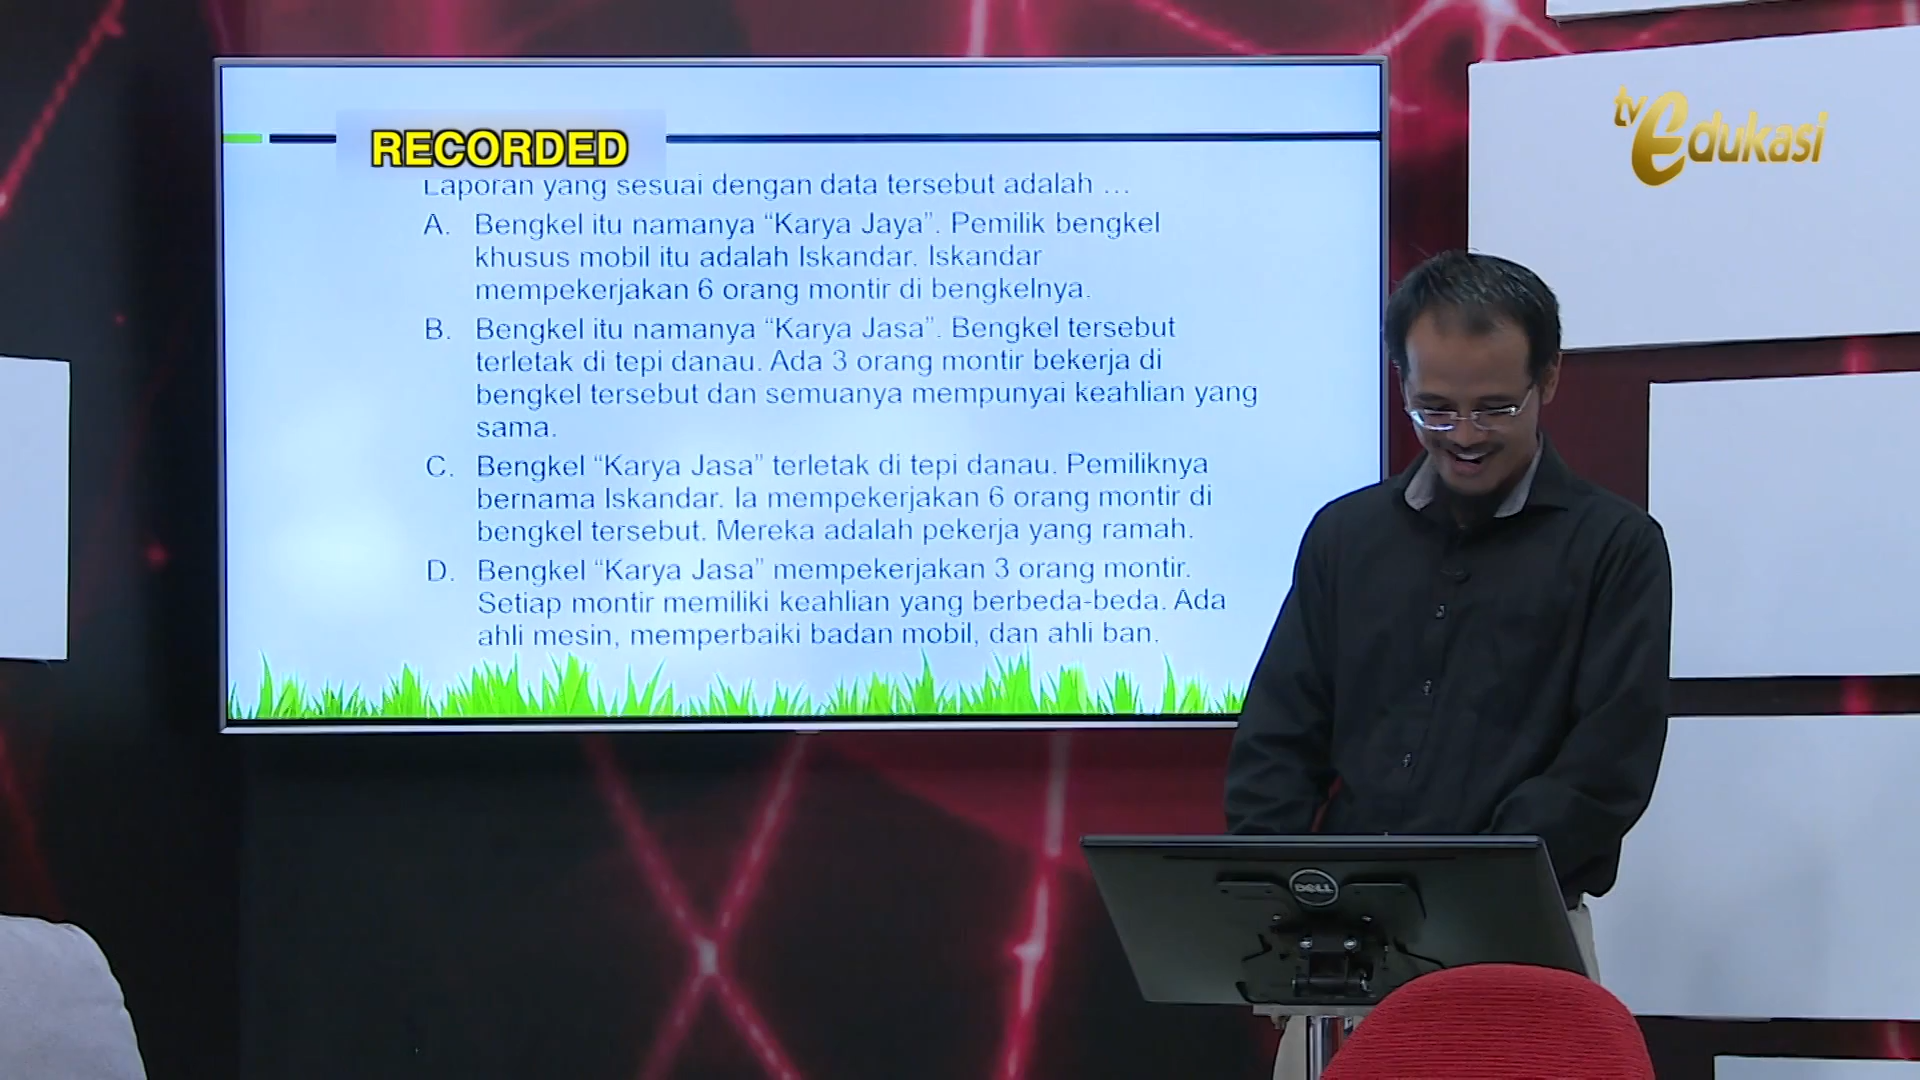 tv Edukasi
RECORDED
Laporan yang sesuai dengan data tersebut adalah …
A. Bengkel itu namanya “Karya Jaya”. Pemilik bengkel
khusus mobil itu adalah Iskandar. Iskandar
mempekerjakan 6 orang montir di bengkelnya.
B. Bengkel itu namanya “Karya Jasa”. Bengkel tersebut
terletak di tepi danau. Ada 3 orang montir bekerja di
bengkel tersebut dan semuanya mempunyai keahlian yang
sama.
C. Bengkel “Karya Jasa” terletak di tepi danau. Pemiliknya
bernama Iskandar. Ia mempekerjakan 6 orang montir di
bengkel tersebut. Mereka adalah pekerja yang ramah.
D. Bengkel “Karya Jasa” mempekerjakan 3 orang montir.
Setiap montir memiliki keahlian yang berbeda-beda. Ada
ahli mesin, memperbaiki badan mobil, dan ahli ban.
DELL